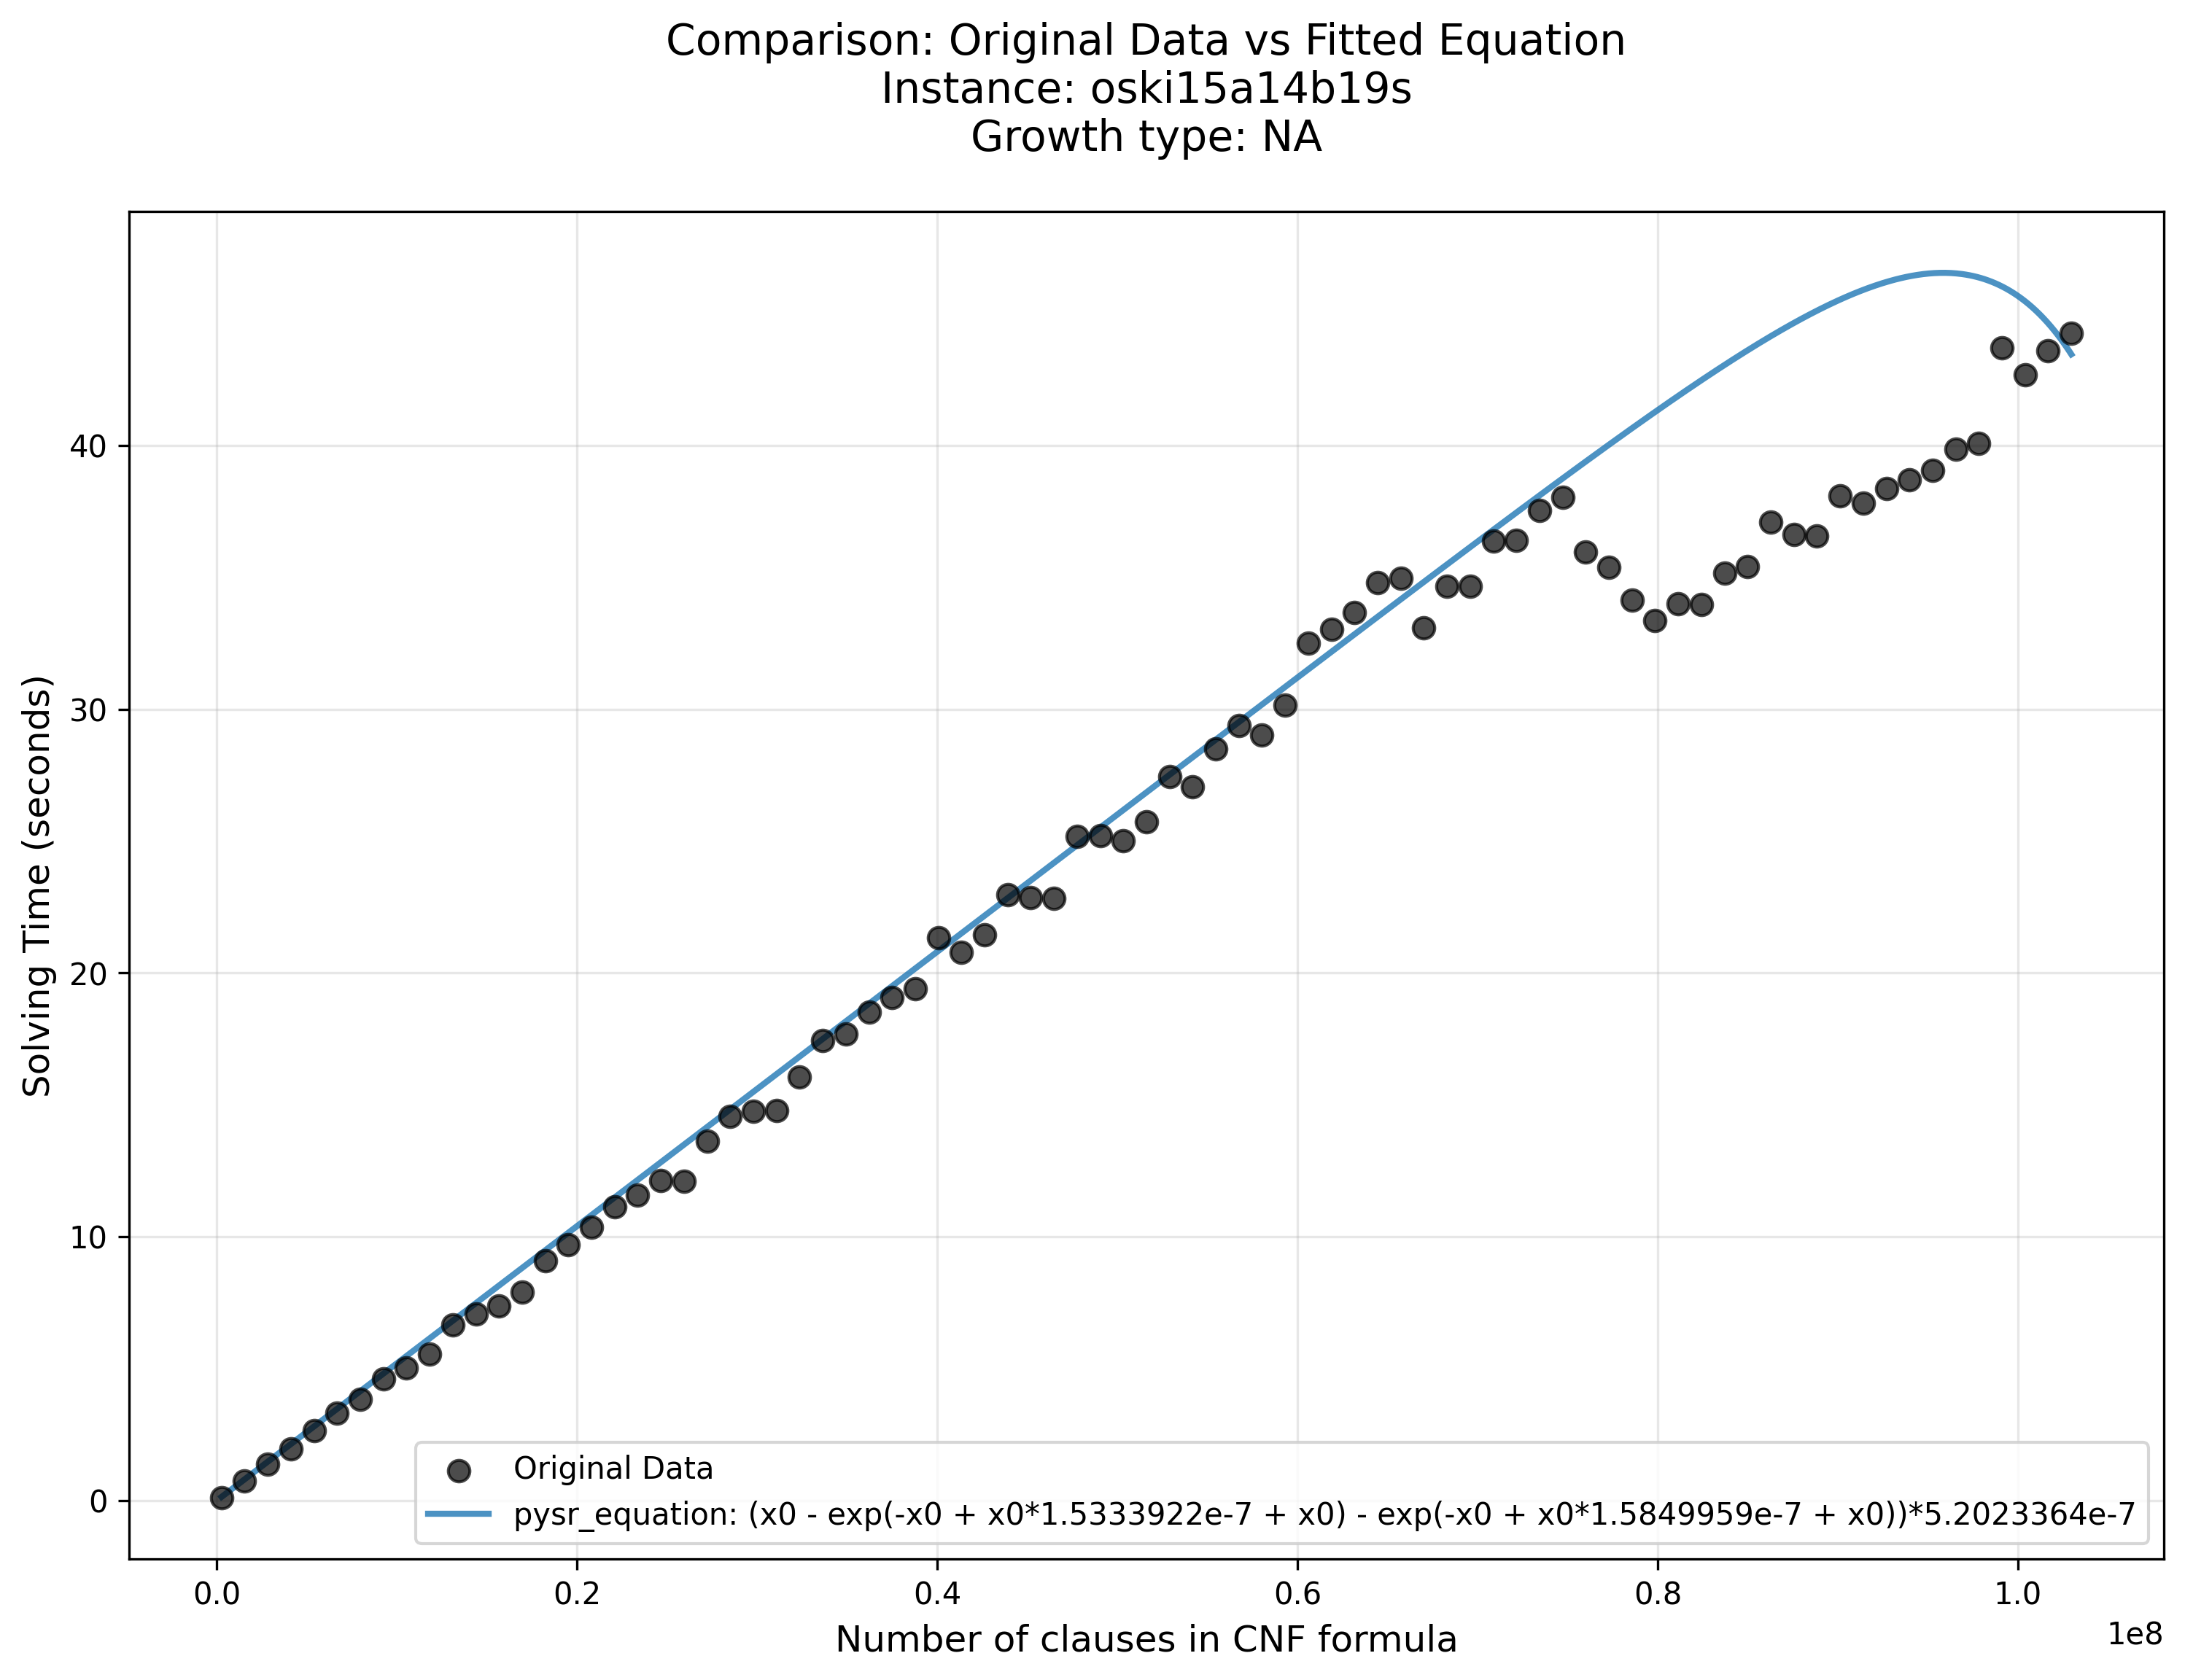 Comparison: Original Data vs Fitted Equation
Instance: oski15a14b19s
Growth type: NA
Solving Time (seconds)
40
30
20
10
0
Original Data
pysr_equation: (x0 - exp(-x0 + x0*1.5333922e-7 + x0) - exp(-x0 + x0*1.5849959e-7 + x0))*5.2023364e-7
0.0 0.2 0.4 0.6 0.8 1.0
1e8
Number of clauses in CNF formula